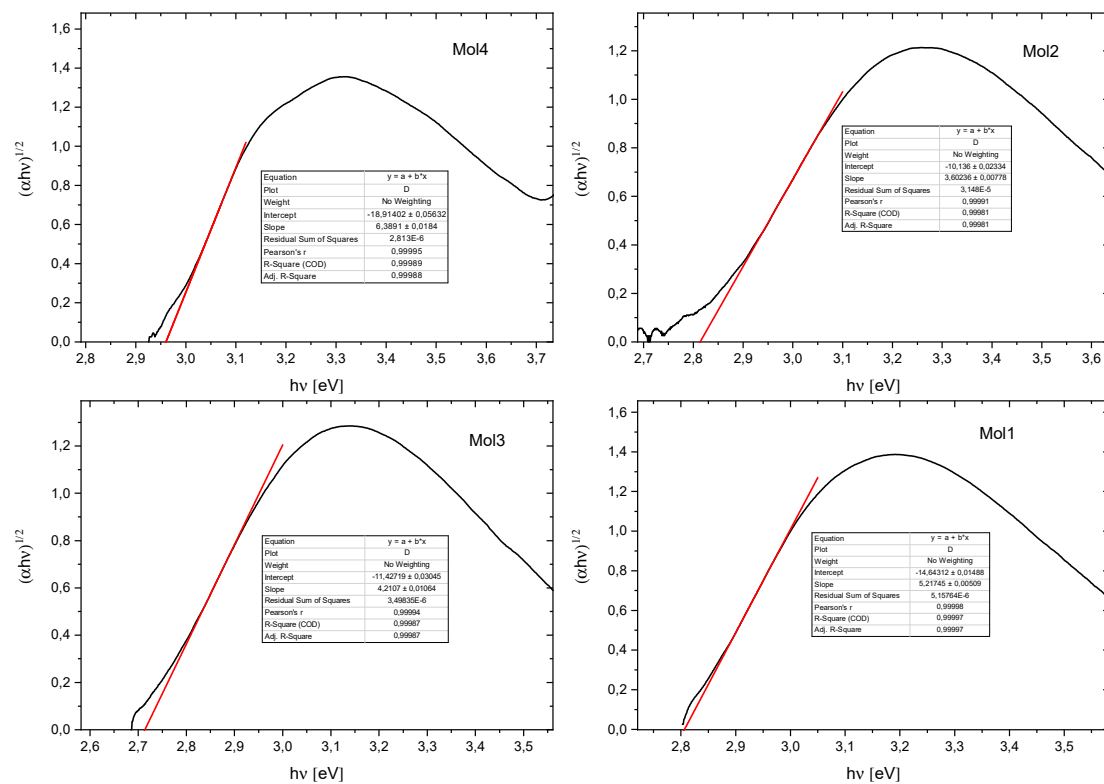 Mol4
1,6
1,4
1,2
1,0
0,8
0,6
0,4
0,2
0,0
(αhν)1/2
Equation y = a + b*x
Plot D
Weight No Weighting
Intercept -18,91402 ± 0,05632
Slope 6,3891 ± 0,0184
Residual Sum of Squares 2,813E-6
Pearson's r 0,99995
R-Square (COD) 0,99989
Adj. R-Square 0,99988
2,8 2,9 3,0 3,1 3,2 3,3 3,4 3,5 3,6 3,7
hν [eV]
Mol2
1,2
1,0
0,8
0,6
0,4
0,2
0,0
(αhν)1/2
Equation y = a + b*x
Plot D
Weight No Weighting
Intercept -10,136 ± 0,02334
Slope 3,60236 ± 0,00778
Residual Sum of Squares 3,148E-5
Pearson's r 0,99991
R-Square (COD) 0,99981
Adj. R-Square 0,99981
2,7 2,8 2,9 3,0 3,1 3,2 3,3 3,4 3,5 3,6
hν [eV]
Mol3
1,2
1,0
0,8
0,6
0,4
0,2
0,0
(αhν)1/2
Equation y = a + b*x
Plot D
Weight No Weighting
Intercept -11,42719 ± 0,03045
Slope 4,2107 ± 0,01064
Residual Sum of Squares 3,49835E-6
Pearson's r 0,99994
R-Square (COD) 0,99987
Adj. R-Square 0,99987
2,6 2,7 2,8 2,9 3,0 3,1 3,2 3,3 3,4 3,5
hν [eV]
Mol1
1,6
1,4
1,2
1,0
0,8
0,6
0,4
0,2
0,0
(αhν)1/2
Equation y = a + b*x
Plot D
Weight No Weighting
Intercept -14,64312 ± 0,01488
Slope 5,21745 ± 0,00509
Residual Sum of Squares 5,15764E-6
Pearson's r 0,99998
R-Square (COD) 0,99997
Adj. R-Square 0,99997
2,8 2,9 3,0 3,1 3,2 3,3 3,4 3,5
hν [eV]